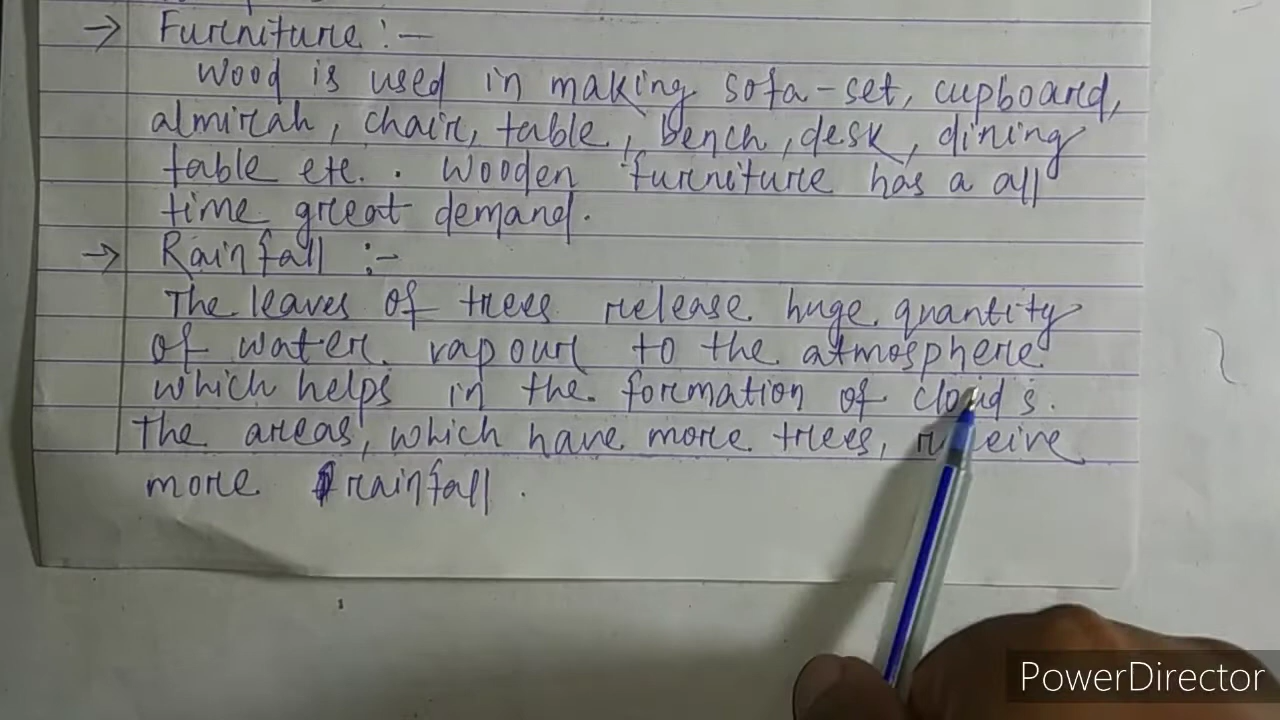 → Furniture :-
Wood is used in making sofa-set, cupboard,
almirah, chair, table, bench, desk, dining
table etc.. Wooden furniture has a all
time great demand.
→ Rainfall :-
The leaves of trees release huge quantity
of water vapour to the atmosphere
which helps in the formation of clouds.
The areas, which have more trees, receive
more rainfall.
PowerDirector